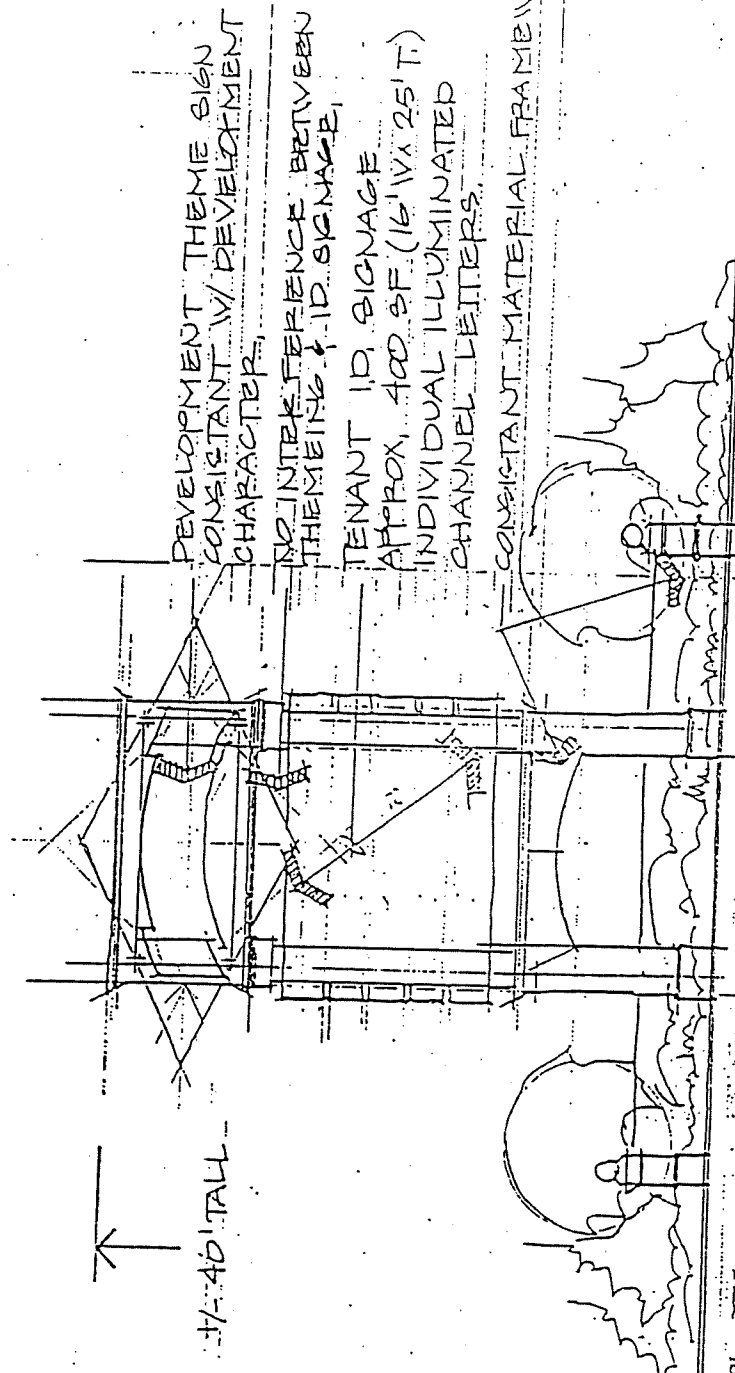 DEVELOPMENT THEME SIGN
CONSISTANT W/ DEVELOPMENT
CHARACTER.
NO INTERFERENCE BETWEEN
THEMEING & ID SIGNAGE.
TENANT I.D. SIGNAGE
APPROX. 400 SF (16'W x 25'T.)
INDIVIDUAL ILLUMINATED
CHANNEL LETTERS.
CONSISTANT MATERIAL
+/- 40' TALL